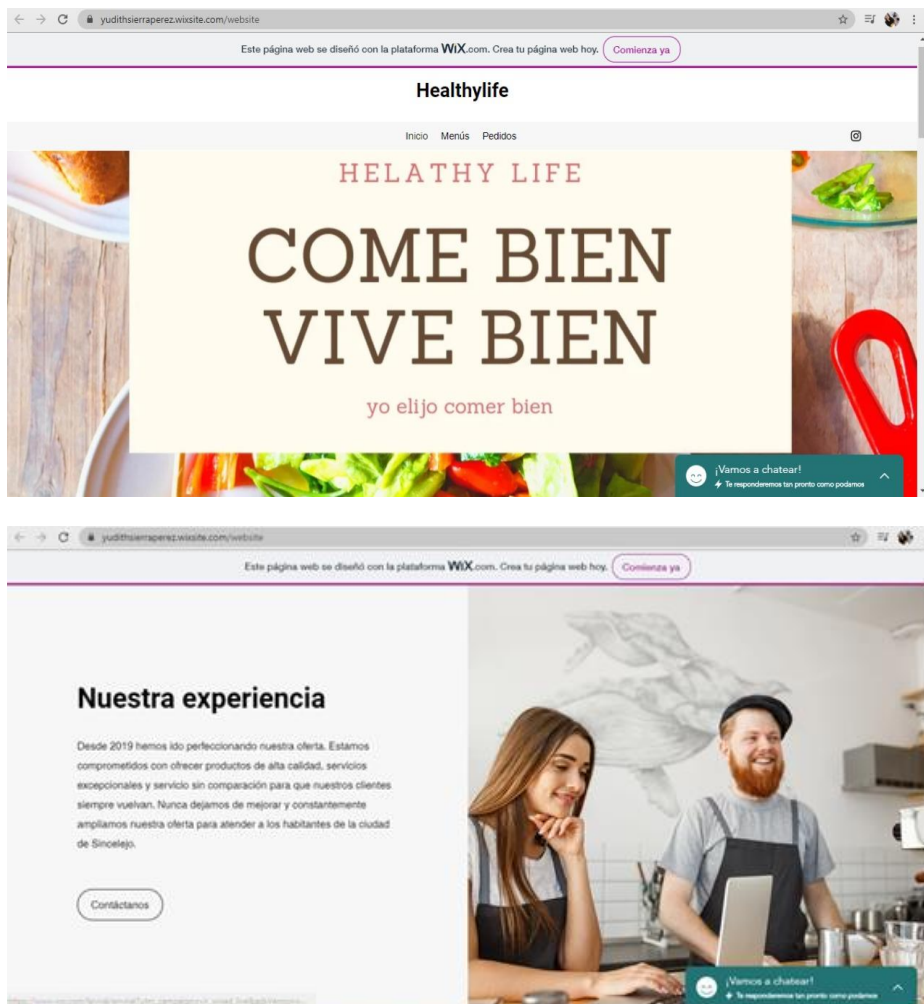 yudithsierraperez.wixsite.com/website
Este página web se diseñó con la plataforma WiX.com. Crea tu página web hoy. Comienza ya
Healthylife
Inicio Menús Pedidos
HELATHY LIFE
COME BIEN
VIVE BIEN
yo elijo comer bien
¡Vamos a chatear!
Te responderemos tan pronto como podamos
yudithsierraperez.wixsite.com/website
Este página web se diseñó con la plataforma WiX.com. Crea tu página web hoy. Comienza ya
Nuestra experiencia
Desde 2019 hemos ido perfeccionando nuestra oferta. Estamos
comprometidos con ofrecer productos de alta calidad, servicios
excepcionales y servicio sin comparación para que nuestros clientes
siempre vuelvan. Nunca dejamos de mejorar y constantemente
ampliamos nuestra oferta para atender a los habitantes de la ciudad
de Sincelejo.
Contáctanos
¡Vamos a chatear!
Te responderemos tan pronto como podamos